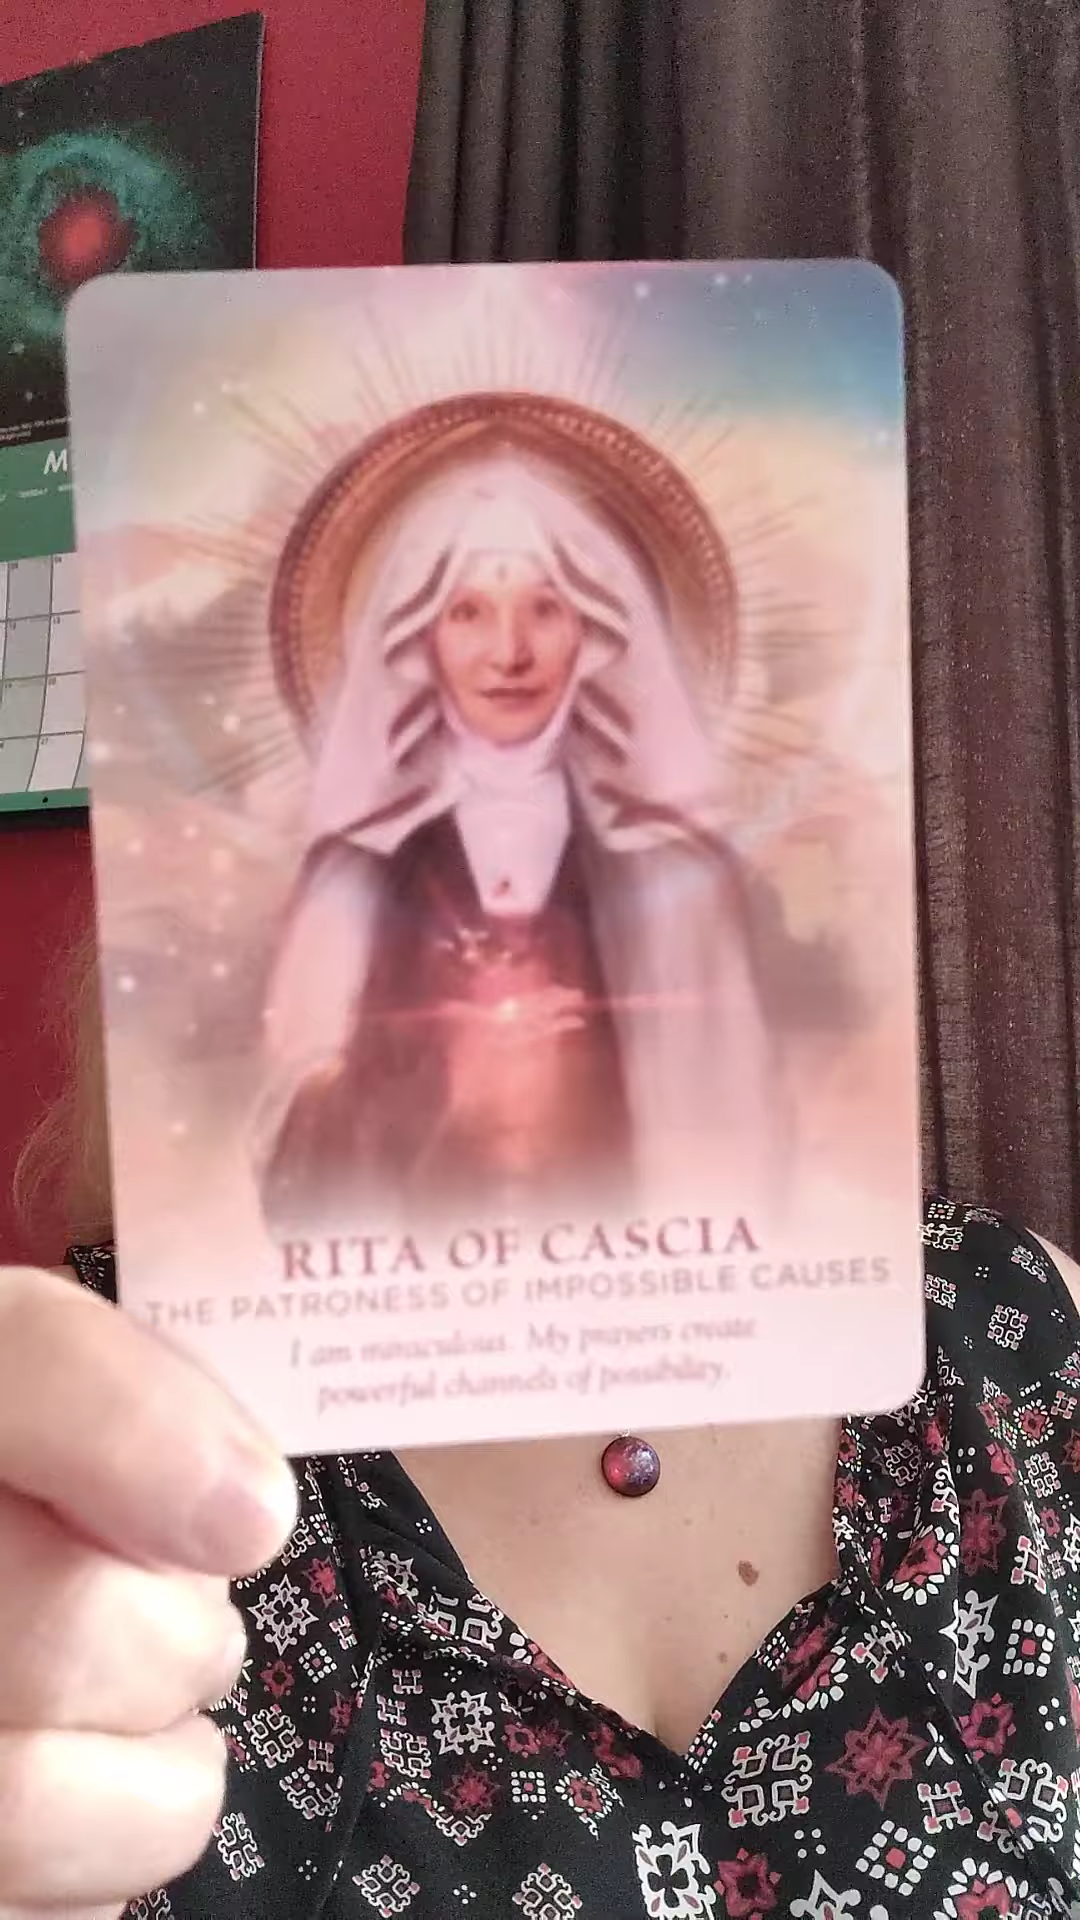 M
RITA OF CASCIA
THE PATRONESS OF IMPOSSIBLE CAUSES
I am miraculous. My prayers create
powerful channels of possibility.